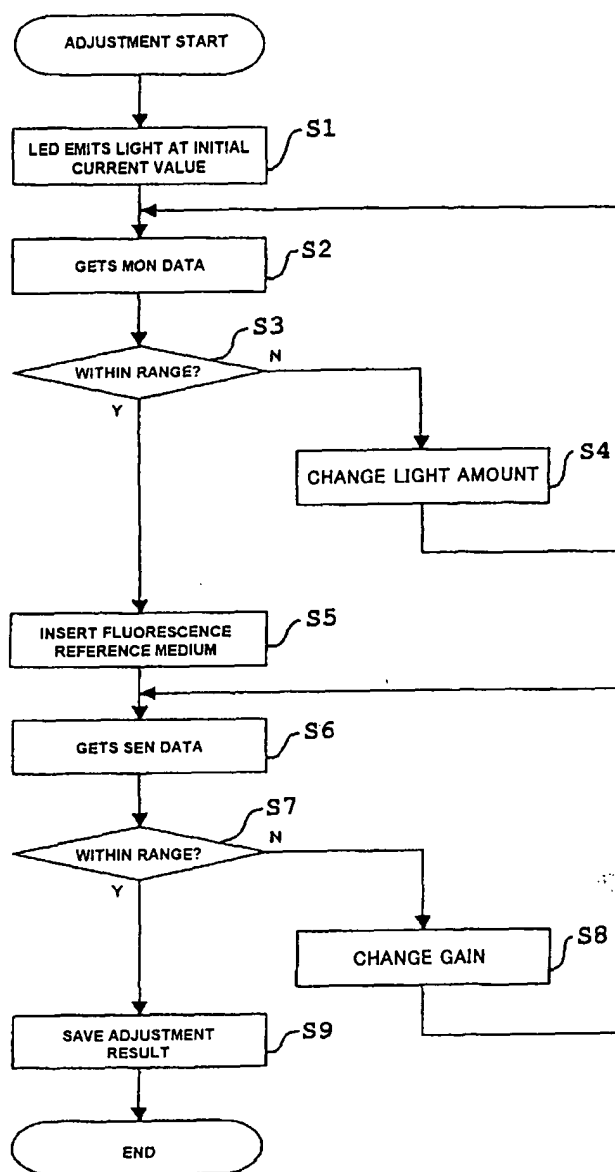 ADJUSTMENT START
S1
LED EMITS LIGHT AT INITIAL
CURRENT VALUE
S2
GETS MON DATA
S3
WITHIN RANGE?
N
Y
S4
CHANGE LIGHT AMOUNT
S5
INSERT FLUORESCENCE
REFERENCE MEDIUM
S6
GETS SEN DATA
S7
WITHIN RANGE?
N
Y
S8
CHANGE GAIN
S9
SAVE ADJUSTMENT
RESULT
END